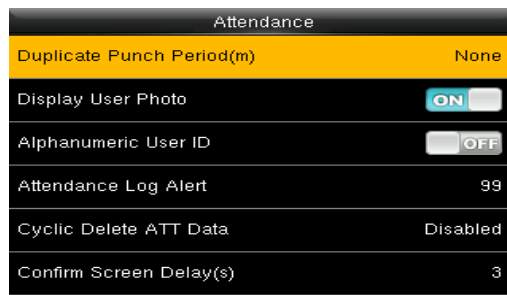 Attendance
Duplicate Punch Period(m) None
Display User Photo ON
Alphanumeric User ID OFF
Attendance Log Alert 99
Cyclic Delete ATT Data Disabled
Confirm Screen Delay(s) 3